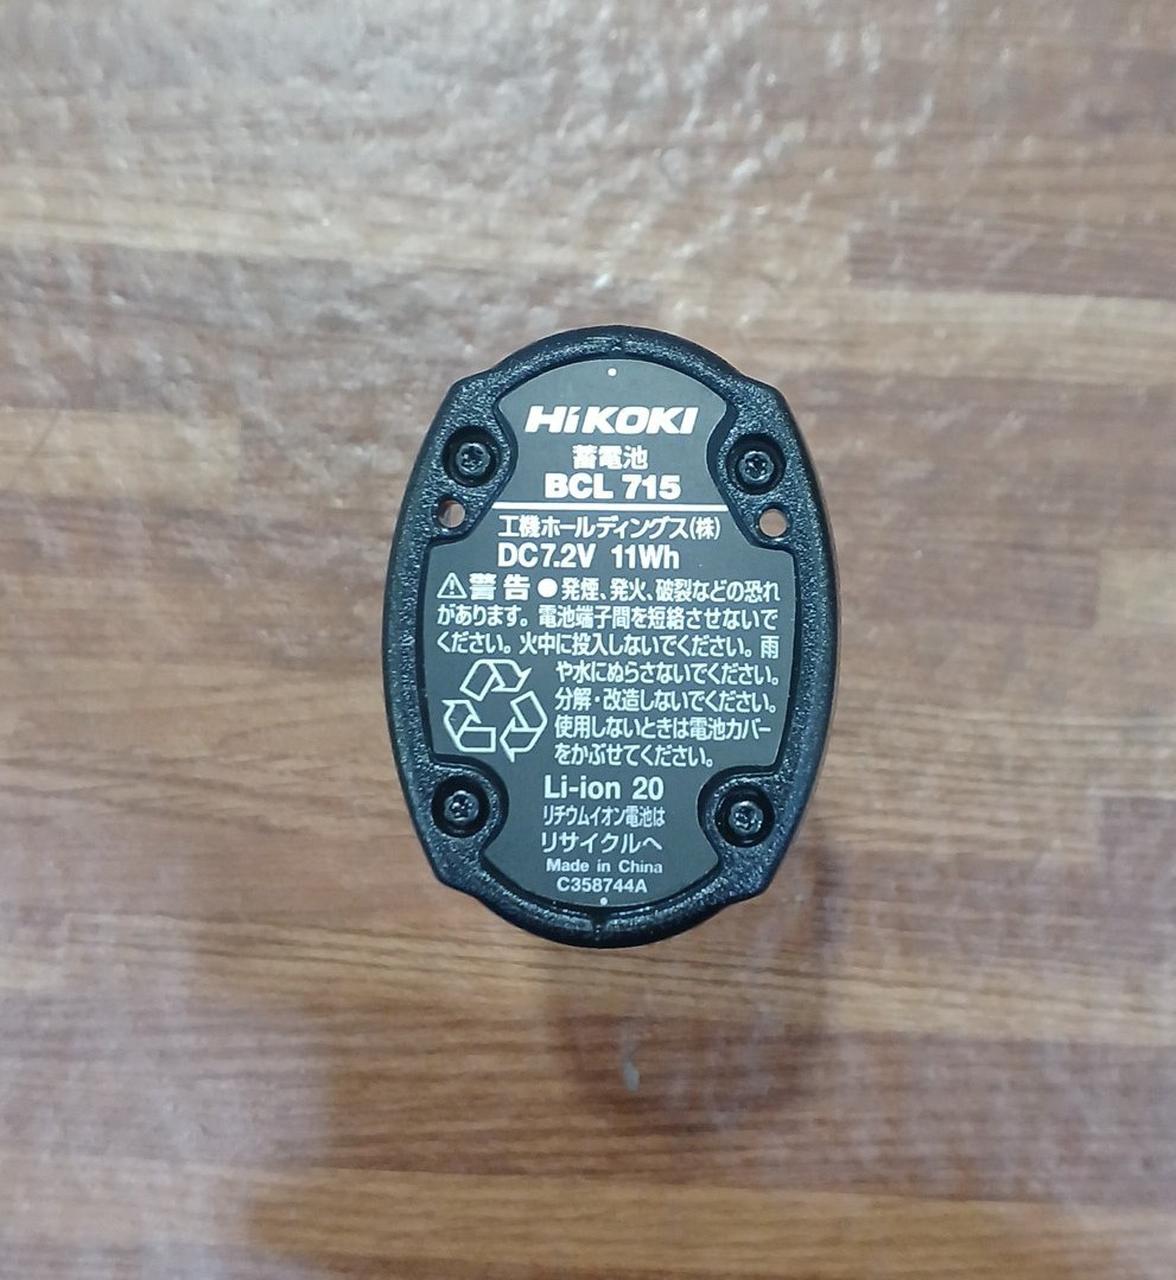 HiKOKI
蓄電池
BCL 715
工機ホールディングス(株)
DC7.2V 11Wh
⚠警告 ●発煙、発火、破裂などの恐れ
があります。電池端子間を短絡させないで
ください。火中に投入しないでください。雨
や水にぬらさないでください。
分解・改造しないでください。
使用しないときは電池カバー
をかぶせてください。
Li-ion 20
リチウムイオン電池は
リサイクルへ
Made in China
C358744A